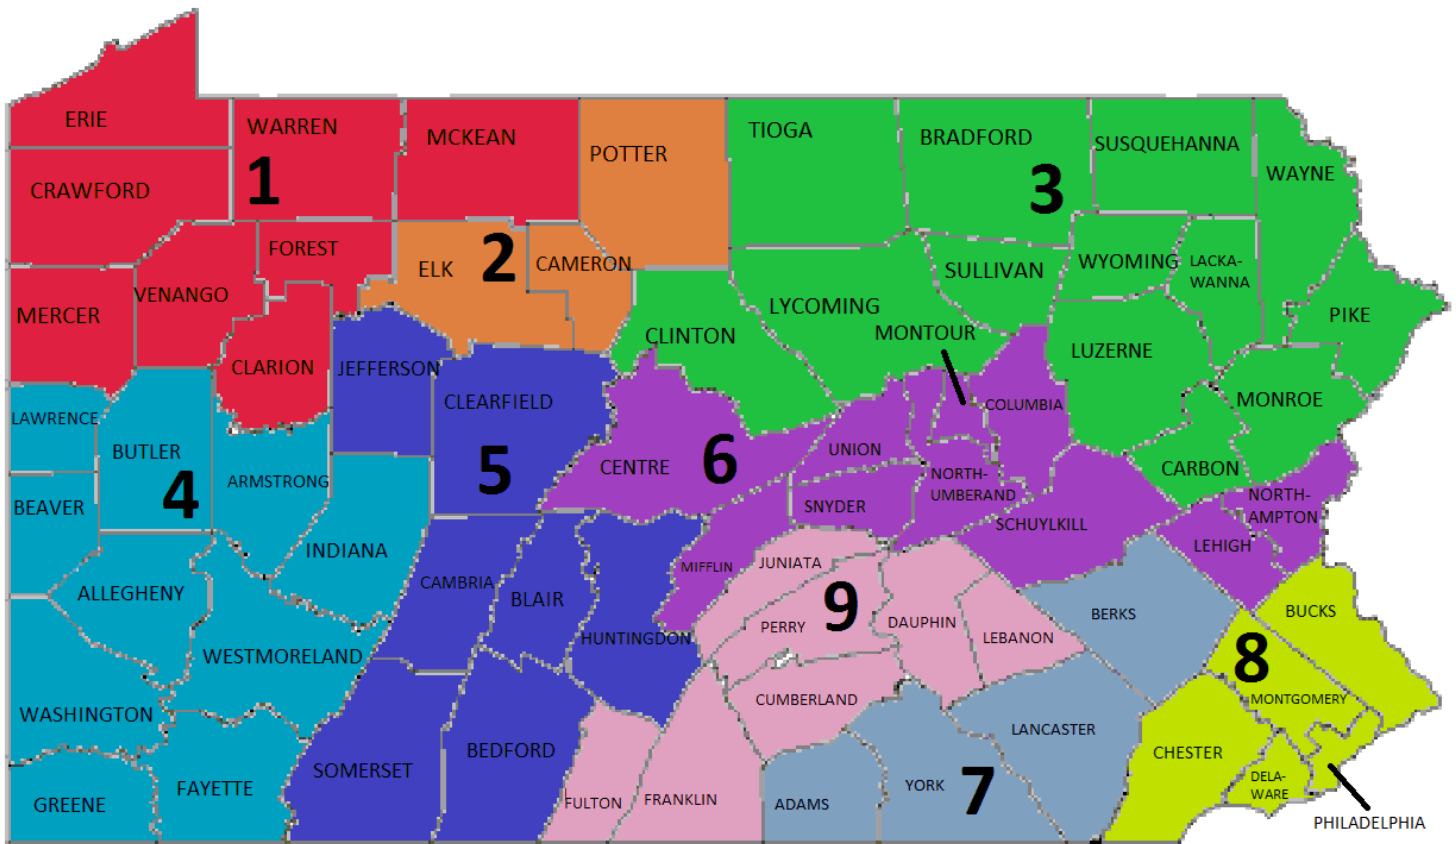 ERIE
WARREN
MCKEAN
POTTER
TIOGA
BRADFORD
SUSQUEHANNA
WAYNE
CRAWFORD
1
3
FOREST
ELK
2
CAMERON
SULLIVAN
WYOMING
LACKA-
WANNA
MERCER
VENANGO
CLINTON
LYCOMING
MONTOUR
LUZERNE
PIKE
CLARION
JEFFERSON
CLEARFIELD
COLUMBIA
MONROE
LAWRENCE
BUTLER
ARMSTRONG
5
CENTRE
6
UNION
NORTH-
UMBERAND
CARBON
BEAVER
4
SNYDER
SCHUYLKILL
NORTH-
AMPTON
INDIANA
LEHIGH
ALLEGHENY
CAMBRIA
BLAIR
HUNTINGDON
MIFFLIN
JUNIATA
PERRY
9
DAUPHIN
LEBANON
BERKS
BUCKS
WESTMORELAND
8
WASHINGTON
CUMBERLAND
LANCASTER
MONTGOMERY
GREENE
FAYETTE
SOMERSET
BEDFORD
FULTON
FRANKLIN
ADAMS
YORK
7
CHESTER
DELA-
WARE
PHILADELPHIA